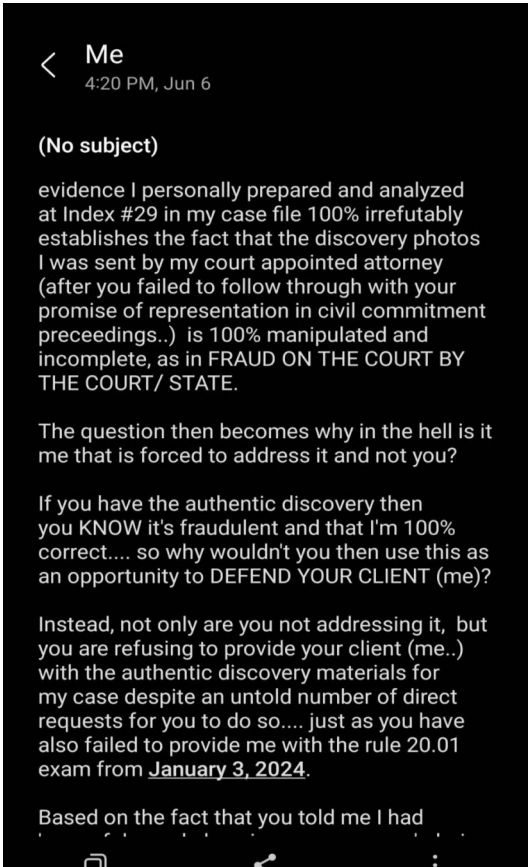 Me
4:20 PM, Jun 6
(No subject)
evidence I personally prepared and analyzed
at Index #29 in my case file 100% irrefutably
establishes the fact that the discovery photos
I was sent by my court appointed attorney
(after you failed to follow through with your
promise of representation in civil commitment
preceedings..)  is 100% manipulated and
incomplete, as in FRAUD ON THE COURT BY
THE COURT/ STATE.
The question then becomes why in the hell is it
me that is forced to address it and not you?
If you have the authentic discovery then
you KNOW it's fraudulent and that I'm 100%
correct.... so why wouldn't you then use this as
an opportunity to DEFEND YOUR CLIENT (me)?
Instead, not only are you not addressing it,  but
you are refusing to provide your client (me..)
with the authentic discovery materials for
my case despite an untold number of direct
requests for you to do so.... just as you have
also failed to provide me with the rule 20.01
exam from January 3, 2024.
Based on the fact that you told me I had